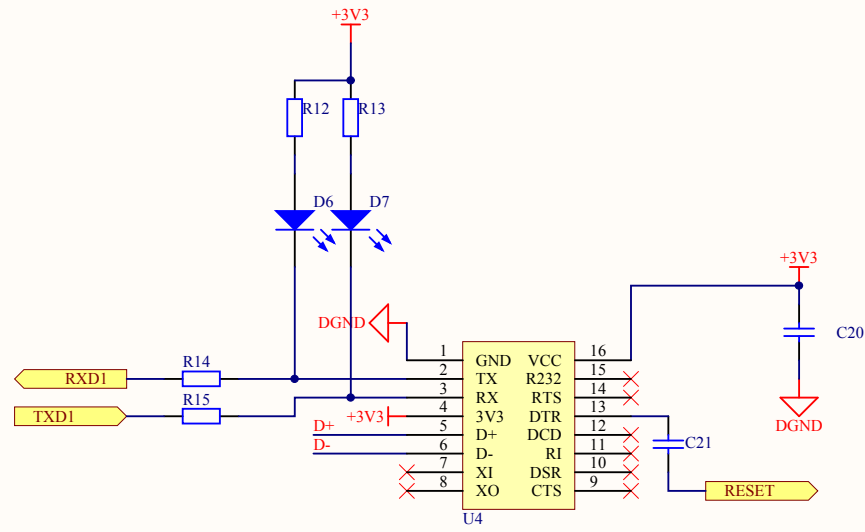 +3V3
R12 R13
D6 D7
+3V3
DGND
C20
1 GND VCC 16
R14
RXD1
2 TX R232 15
R15
3 RX RTS 14
TXD1
+3V3
4 3V3 DTR 13
DGND
D+
5 D+ DCD 12
C21
D-
6 D- RI 11
7 XI DSR 10
8 XO CTS 9
RESET
U4